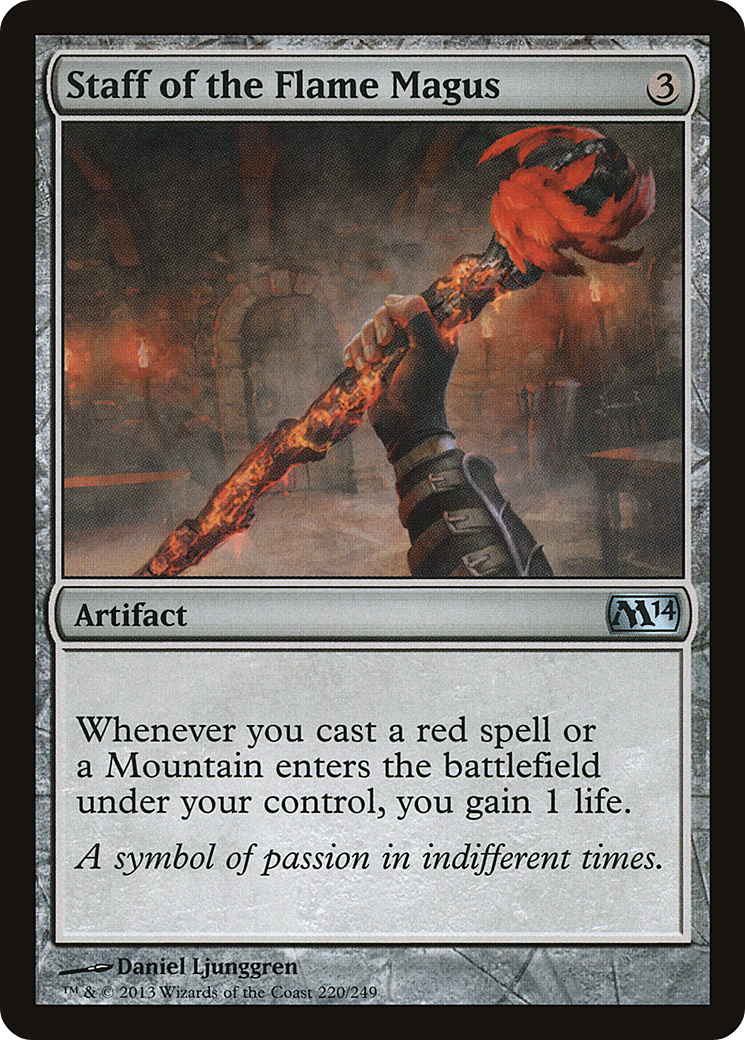 Staff of the Flame Magus 3
Artifact M14
Whenever you cast a red spell or
a Mountain enters the battlefield
under your control, you gain 1 life.
A symbol of passion in indifferent times.
Daniel Ljunggren
™ & © 2013 Wizards of the Coast 220/249